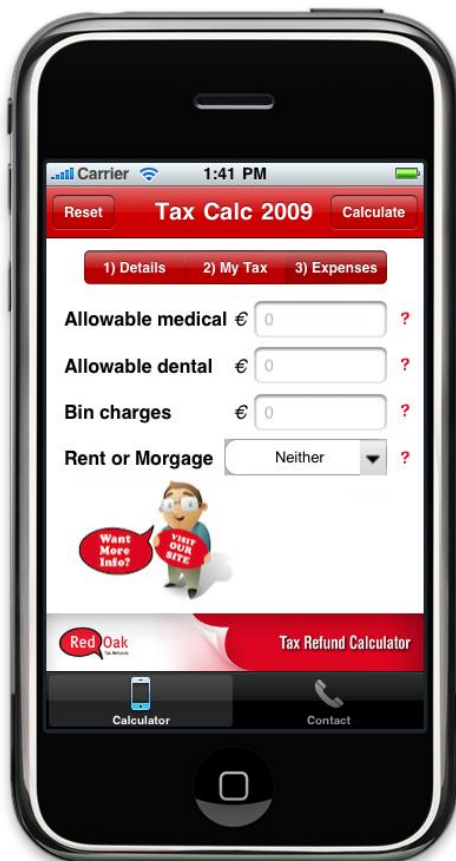 Carrier 1:41 PM
Reset Tax Calc 2009 Calculate
1) Details 2) My Tax 3) Expenses
Allowable medical € 0 ?
Allowable dental € 0 ?
Bin charges € 0 ?
Rent or Morgage Neither ?
Want
More
Info?
VISIT
OUR
SITE
Red Oak
Tax Refunds
Tax Refund Calculator
Calculator Contact